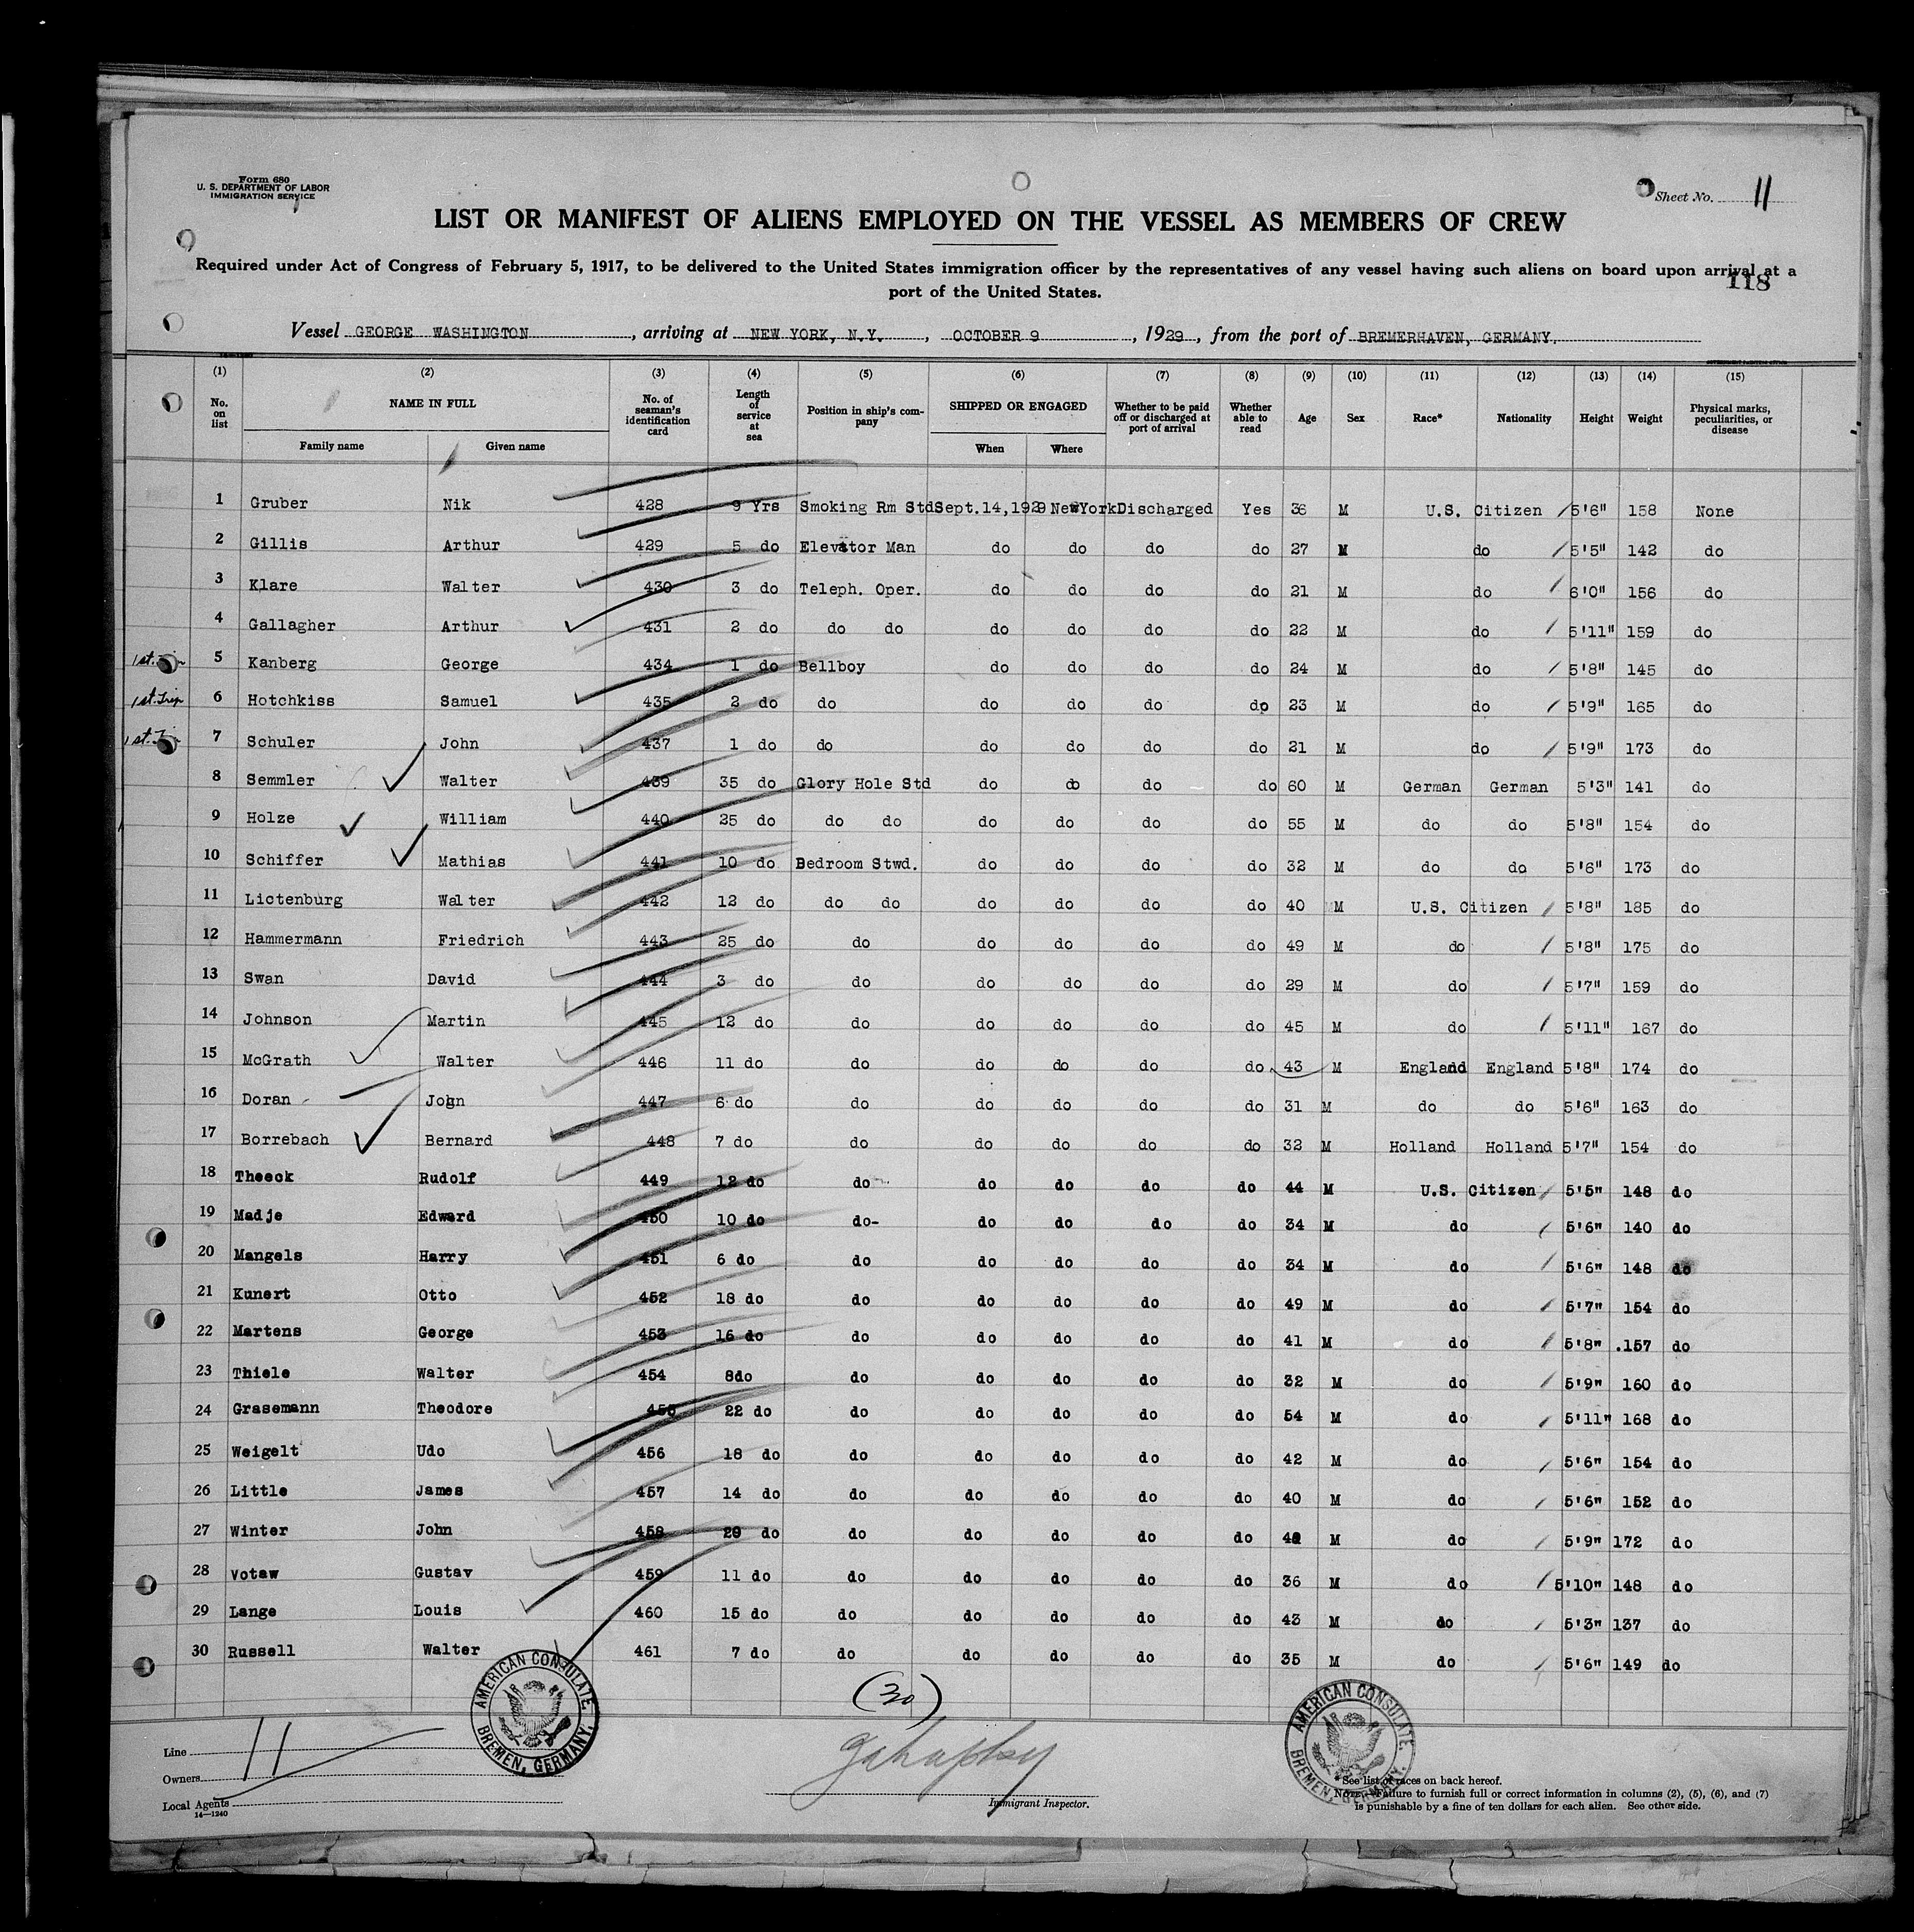 Form 680
U. S. DEPARTMENT OF LABOR
IMMIGRATION SERVICE
Sheet No. 11
LIST OR MANIFEST OF ALIENS EMPLOYED ON THE VESSEL AS MEMBERS OF CREW
Required under Act of Congress of February 5, 1917, to be delivered to the United States immigration officer by the representatives of any vessel having such aliens on board upon arrival at a
port of the United States.
118
Vessel GEORGE WASHINGTON, arriving at NEW YORK, N.Y., OCTOBER 9, 1929, from the port of BREMERHAVEN, GERMANY.
(1) (2) (3) (4) (5) (6) (7) (8) (9) (10) (11) (12) (13) (14) (15)
No. on list NAME IN FULL Family name Given name No. of seaman's identification card Length of service at sea Position in ship's company SHIPPED OR ENGAGED When Where Whether to be paid off or discharged at port of arrival Whether able to read Age Sex Race* Nationality Height Weight Physical marks, peculiarities, or disease
1 Gruber Nik 428 9 Yrs Smoking Rm Std Sept.14,1929 NewYork Discharged Yes 36 M U.S. Citizen 5'6" 158 None
2 Gillis Arthur 429 5 do Elevator Man do do do do 27 M do 5'5" 142 do
3 Klare Walter 430 3 do Teleph. Oper. do do do do 21 M do 6'0" 156 do
4 Gallagher Arthur 431 2 do do do do do do do 22 M do 5'11" 159 do
1st. 5 Kanberg George 434 1 do Bellboy do do do do 24 M do 5'8" 145 do
1st. Trip 6 Hotchkiss Samuel 435 2 do do do do do do 23 M do 5'9" 165 do
1st. 7 Schuler John 437 1 do do do do do do 21 M do 5'9" 173 do
8 Semmler Walter 439 35 do Glory Hole Std do do do do 60 M German German 5'3" 141 do
9 Holze William 440 25 do do do do do do do 55 M do do 5'8" 154 do
10 Schiffer Mathias 441 10 do Bedroom Stwd. do do do do 32 M do do 5'6" 173 do
11 Lictenburg Walter 442 12 do do do do do do do 40 M U.S. Citizen 5'8" 185 do
12 Hammermann Friedrich 443 25 do do do do do do 49 M do 5'8" 175 do
13 Swan David 444 3 do do do do do do 29 M do 5'7" 159 do
14 Johnson Martin 445 12 do do do do do do 45 M do 5'11" 167 do
15 McGrath Walter 446 11 do do do do do do 43 M England England 5'8" 174 do
16 Doran John 447 6 do do do do do do 31 M do do 5'6" 163 do
17 Borrebach Bernard 448 7 do do do do do do 32 M Holland Holland 5'7" 154 do
18 Theeck Rudolf 449 12 do do do do do do 44 M U.S. Citizen 5'5" 148 do
19 Madje Edward 450 10 do do- do do do do 34 M do 5'6" 140 do
20 Mangels Harry 451 6 do do do do do do 34 M do 5'6" 148 do
21 Kunert Otto 452 18 do do do do do do 49 M do 5'7" 154 do
22 Martens George 453 16 do do do do do do 41 M do 5'8" .157 do
23 Thiele Walter 454 8do do do do do do 32 M do 5'9" 160 do
24 Grasemann Theodore 455 22 do do do do do do 54 M do 5'11" 168 do
25 Weigelt Udo 456 18 do do do do do do 42 M do 5'6" 154 do
26 Little James 457 14 do do do do do do 40 M do 5'6" 152 do
27 Winter John 458 20 do do do do do do M do 5'9" 172 do
28 Votaw Gustav 459 11 do do do do do do 36 M do 5'10" 148 do
29 Lange Louis 460 15 do do do do do do 43 M do 5'3" 137 do
30 Russell Walter 461 7 do do do do do do 35 M do 5'6" 149 do
(30)
AMERICAN CONSULATE, BREMEN, GERMANY.
AMERICAN CONSULATE, BREMEN, GERMANY.
Line
Owners
11
Local Agents
14—1240
Immigrant Inspector.
*See list of races on back hereof.
NOTE.—Failure to furnish full or correct information in columns (2), (5), (6), and (7)
is punishable by a fine of ten dollars for each alien. See other side.